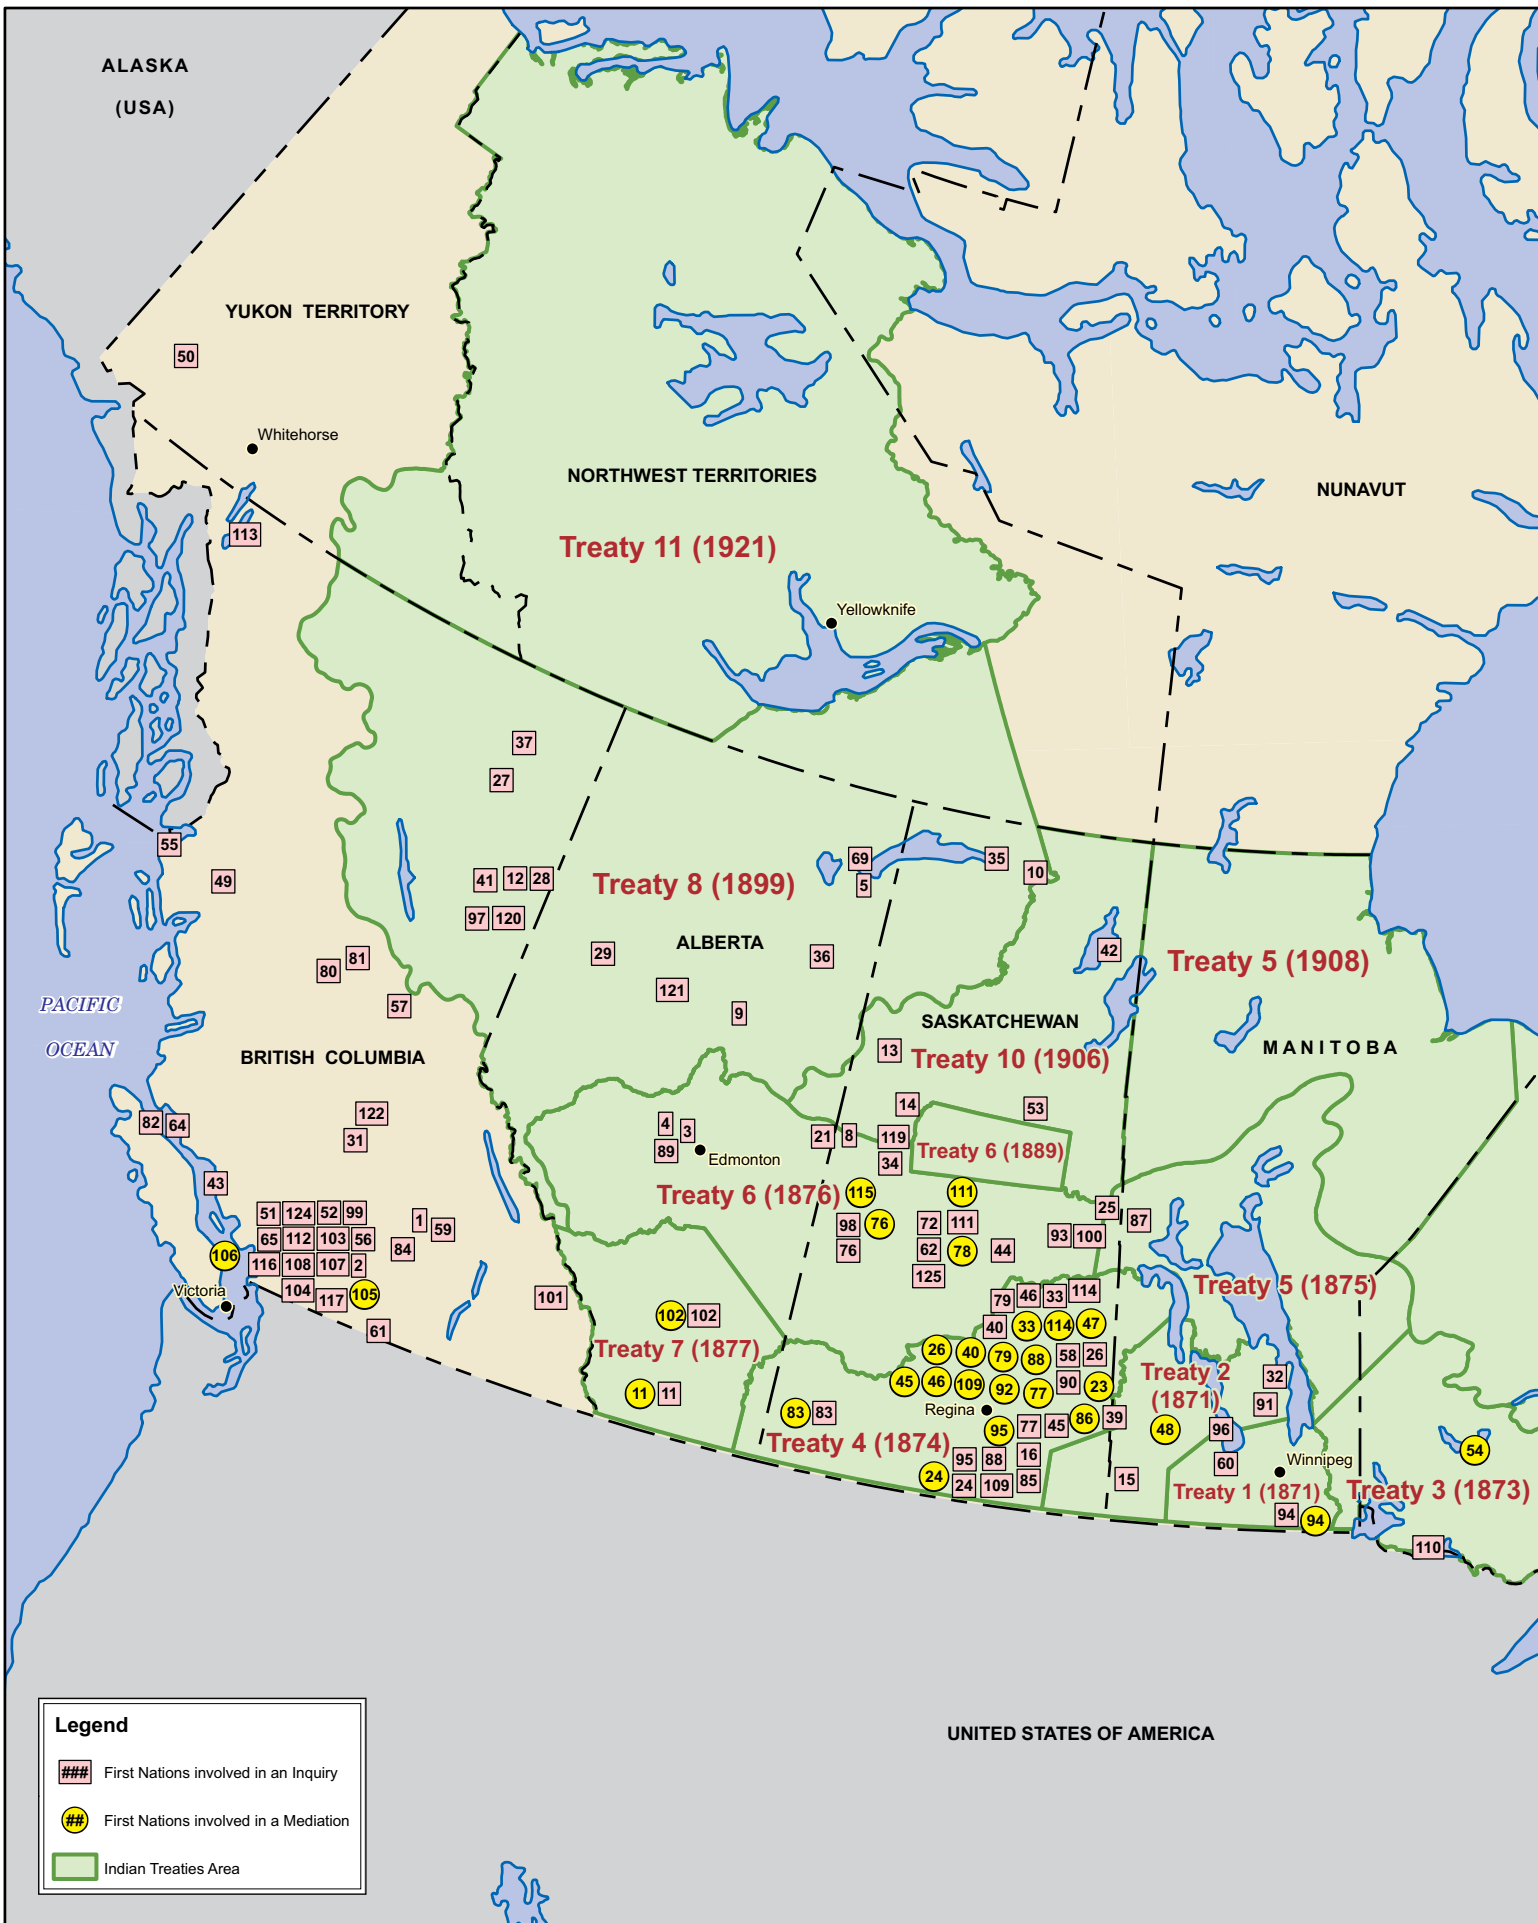 ALASKA
(USA)
YUKON TERRITORY
50
Whitehorse
NORTHWEST TERRITORIES
NUNAVUT
113
Treaty 11 (1921)
Yellowknife
37
27
55
49
41 12 28
Treaty 8 (1899)
69
5
35
10
97 120
ALBERTA
29
36
42
Treaty 5 (1908)
80
81
57
121
9
PACIFIC
OCEAN
SASKATCHEWAN
MANITOBA
BRITISH COLUMBIA
13
Treaty 10 (1906)
14
53
122
31
82 64
4 3
89
Edmonton
21 8 119
34
Treaty 6 (1889)
43
Treaty 6 (1876)
115
111
98 76
76
72 111
62 78
125
44
93 100
25
87
51 124 52 99
65 112 103 56
116 108 107 2
104 117 105
1
59
84
106
Victoria
61
101
Treaty 5 (1875)
102 102
Treaty 7 (1877)
79 46 33 114
40 33 114 47
26 40 79 88 58 26
45 46 109 92 77 90 23
Treaty 2
(1871)
32
91
11 11
83 83
Regina
Treaty 4 (1874)
95 77 45 86 39
48
96
60
54
95 88 16
24 24 109 85
15
Winnipeg
Treaty 1 (1871)
Treaty 3 (1873)
94 94
110
UNITED STATES OF AMERICA
Legend
### First Nations involved in an Inquiry
## First Nations involved in a Mediation
Indian Treaties Area